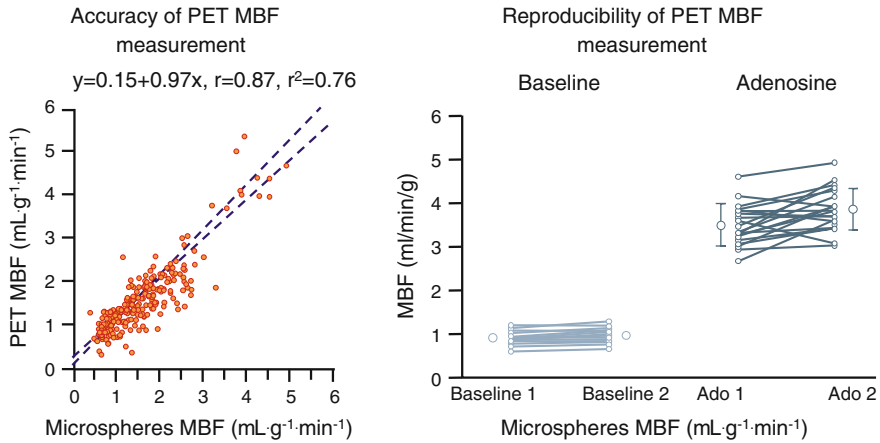 Accuracy of PET MBF
measurement
y=0.15+0.97x, r=0.87, r²=0.76
PET MBF (mL·g⁻¹·min⁻¹)
6
5
4
3
2
1
0
0 1 2 3 4 5 6
Microspheres MBF (mL·g⁻¹·min⁻¹)
Reproducibility of PET MBF
measurement
Baseline Adenosine
MBF (ml/min/g)
6
5
4
3
2
1
0
Baseline 1 Baseline 2 Ado 1 Ado 2
Microspheres MBF (mL·g⁻¹·min⁻¹)